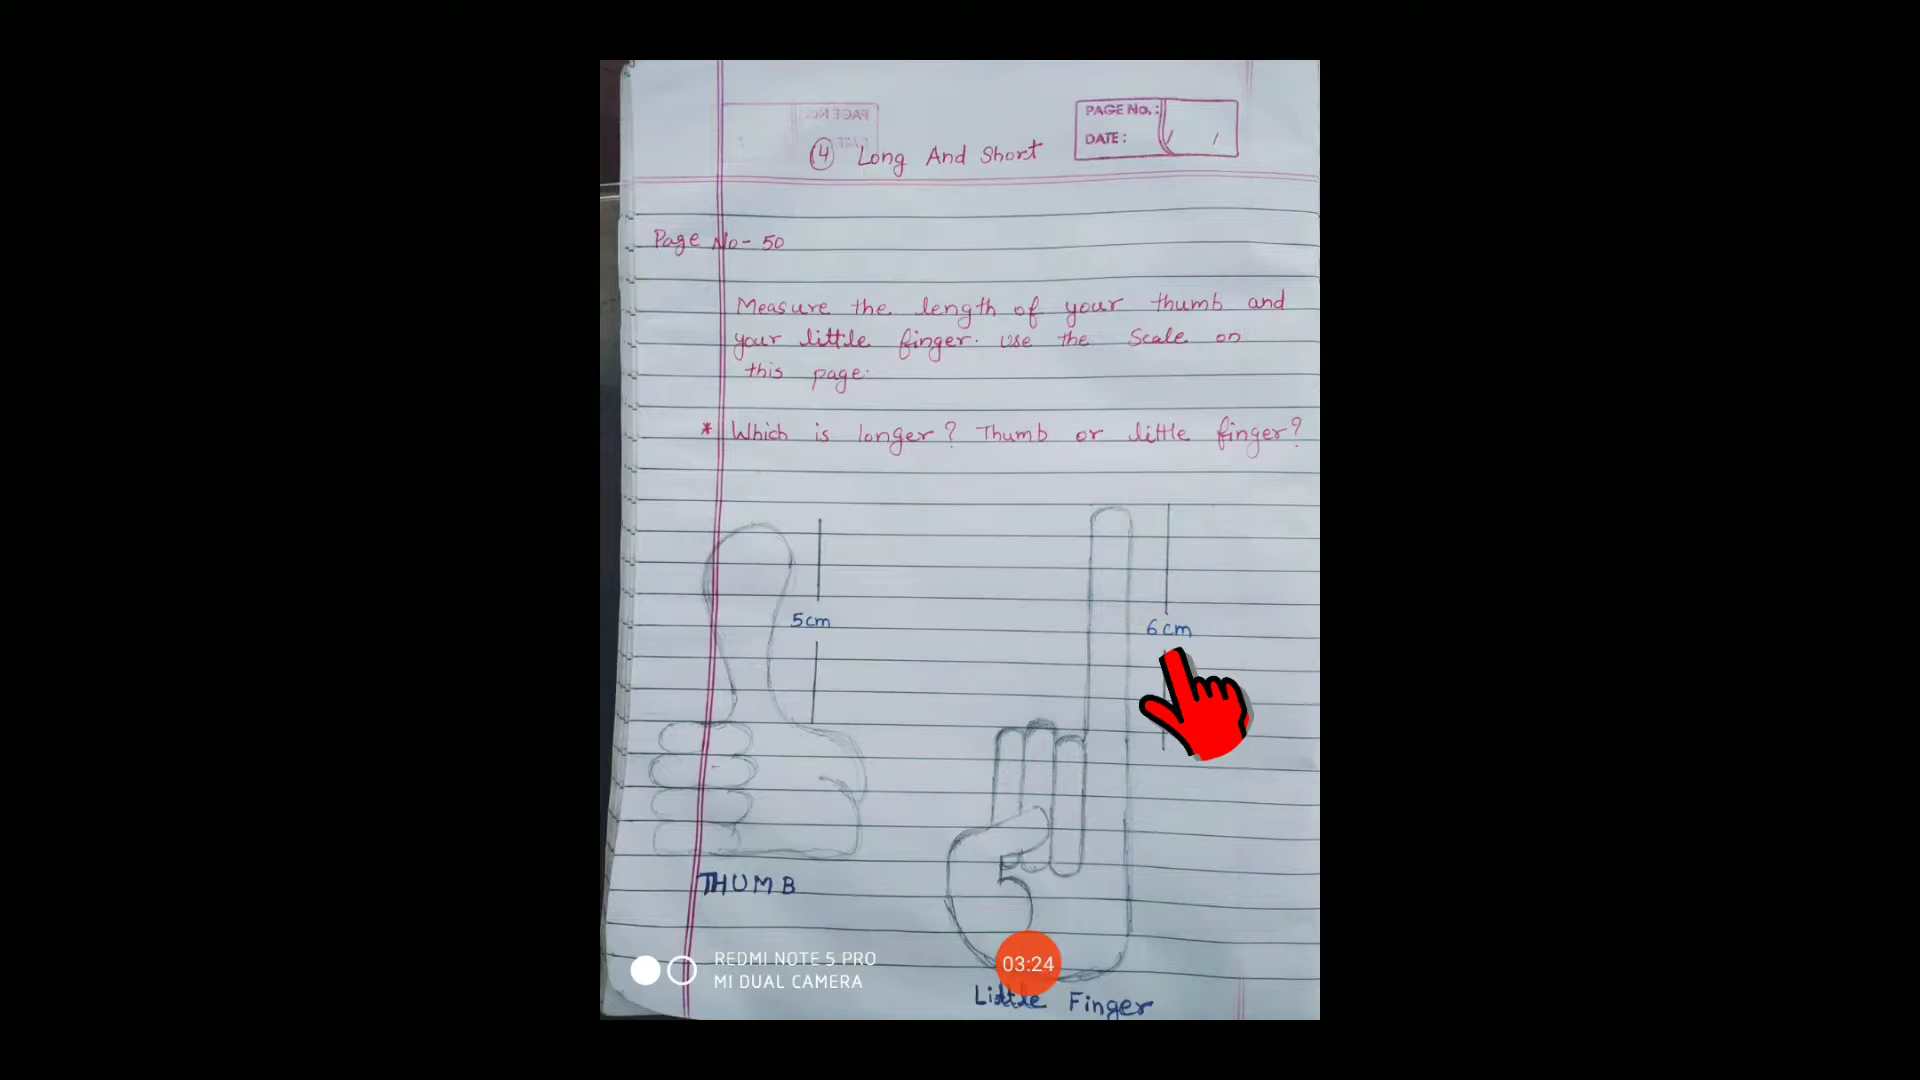 PAGE No. :
DATE : / /
4 Long And Short
Page No - 50
Measure the length of your thumb and
your little finger. use the Scale on
this page.
* Which is longer? Thumb or little finger?
5cm
6cm
THUMB
REDMI NOTE 5 PRO
MI DUAL CAMERA
03:24
Little Finger